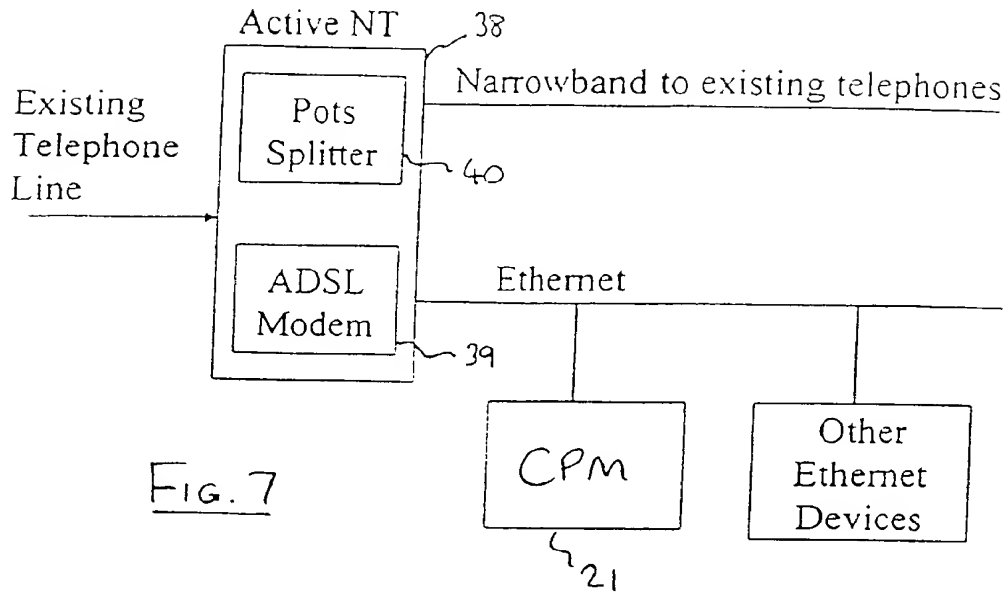 Active NT
38
Existing
Telephone
Line
Pots
Splitter
40
Narrowband to existing telephones
ADSL
Modem
39
Ethernet
CPM
21
Other
Ethernet
Devices
FIG. 7